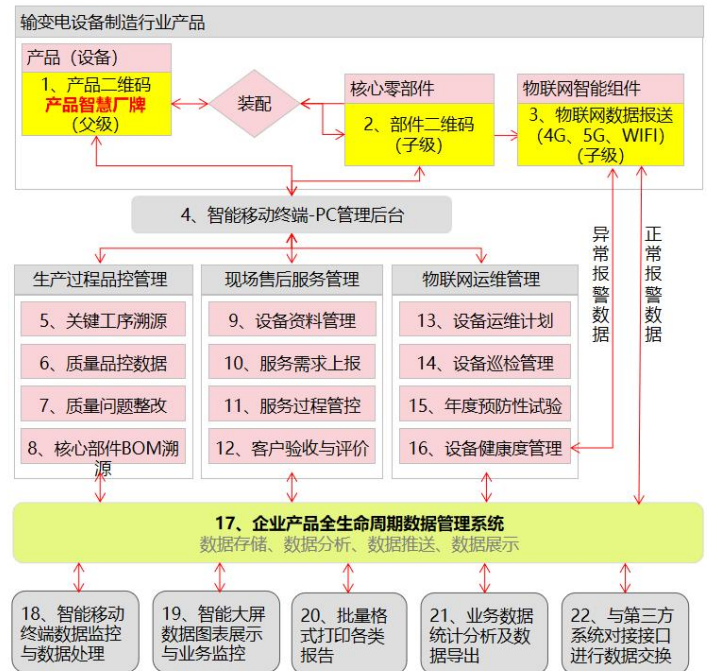 输变电设备制造行业产品
产品（设备）
1、产品二维码
产品智慧厂牌
（父级）
装配
核心零部件
2、部件二维码
（子级）
物联网智能组件
3、物联网数据报送
（4G、5G、WIFI）
（子级）
4、智能移动终端-PC管理后台
异常报警数据
正常报警数据
生产过程品控管理
5、关键工序溯源
6、质量品控数据
7、质量问题整改
8、核心部件BOM溯
源
现场售后服务管理
9、设备资料管理
10、服务需求上报
11、服务过程管控
12、客户验收与评价
物联网运维管理
13、设备运维计划
14、设备巡检管理
15、年度预防性试验
16、设备健康度管理
17、企业产品全生命周期数据管理系统
数据存储、数据分析、数据推送、数据展示
18、智能移动
终端数据监控
与数据处理
19、智能大屏
数据图表展示
与业务监控
20、批量格
式打印各类
报告
21、业务数据
统计分析及数
据导出
22、与第三方
系统对接接口
进行数据交换